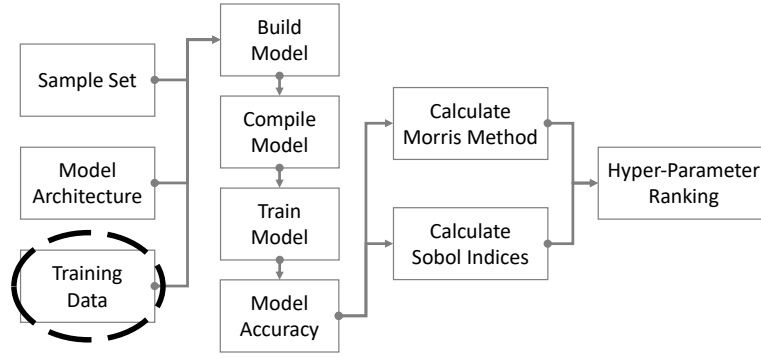 Sample Set
Model
Architecture
Training
Data
Build
Model
Compile
Model
Train
Model
Model
Accuracy
Calculate
Morris Method
Calculate
Sobol Indices
Hyper-Parameter
Ranking